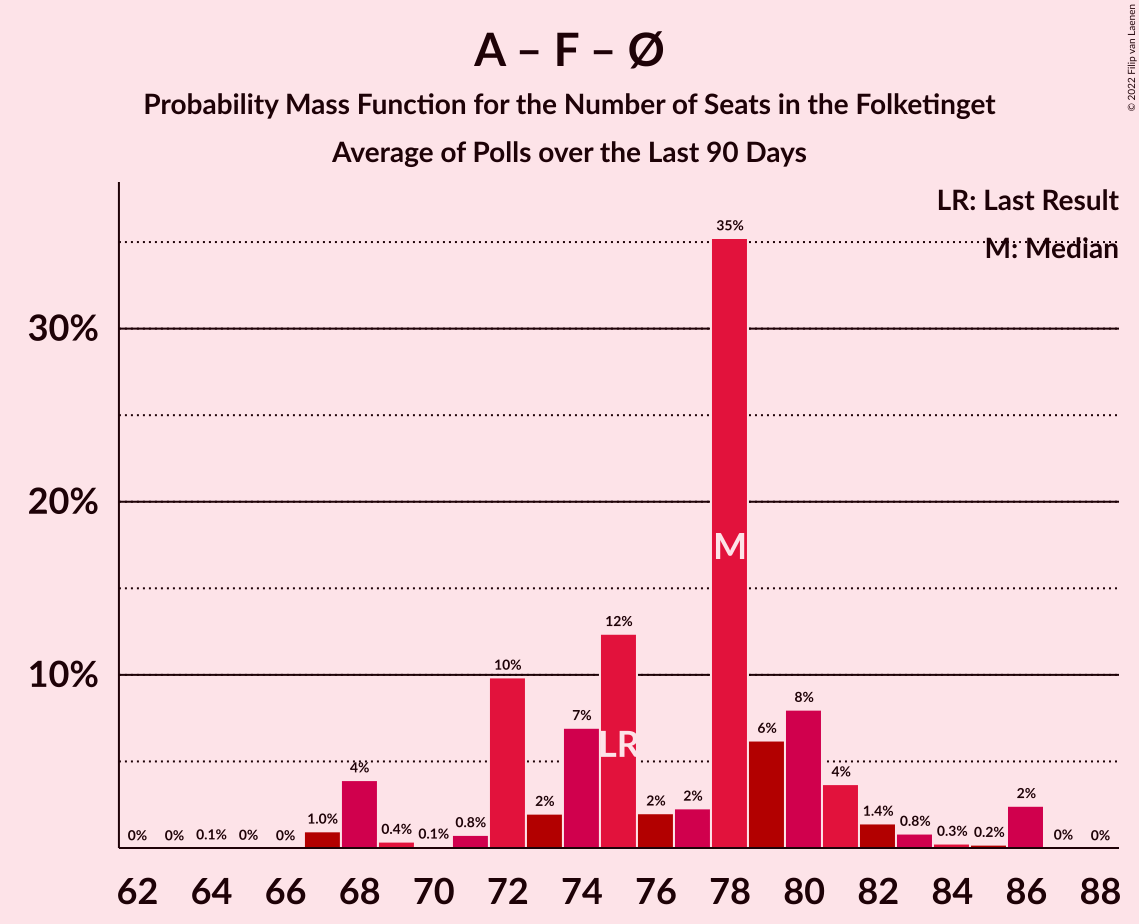 A – F – Ø
Probability Mass Function for the Number of Seats in the Folketinget
Average of Polls over the Last 90 Days
© 2022 Filip van Laenen
LR: Last Result
M: Median
30%
20%
10%
0% 0% 0.1% 0% 0% 1.0% 4% 0.4% 0.1% 0.8% 10% 2% 7% 12% 2% 2% 35% 6% 8% 4% 1.4% 0.8% 0.3% 0.2% 2% 0% 0%
M
LR
62 64 66 68 70 72 74 76 78 80 82 84 86 88